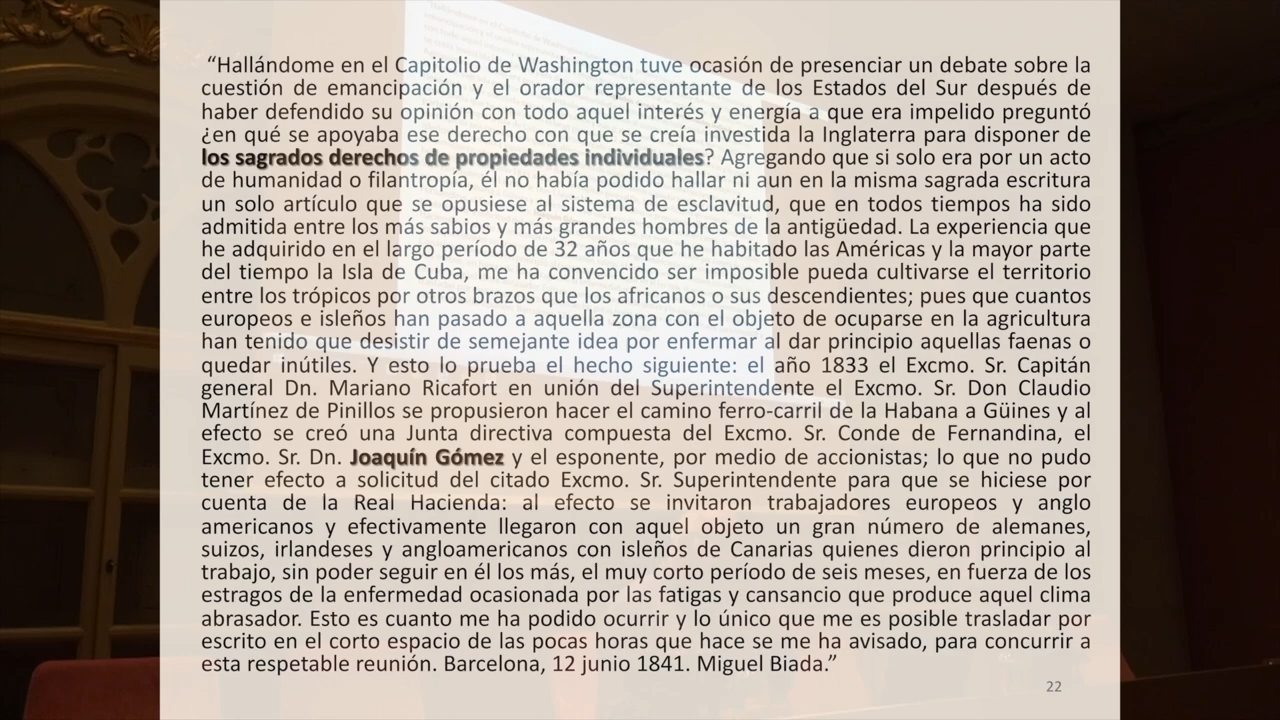 “Hallándome en el Capitolio de Washington tuve ocasión de presenciar un debate sobre la
cuestión de emancipación y el orador representante de los Estados del Sur después de
haber defendido su opinión con todo aquel interés y energía a que era impelido preguntó
¿en qué se apoyaba ese derecho con que se creía investida la Inglaterra para disponer de
los sagrados derechos de propiedades individuales? Agregando que si solo era por un acto
de humanidad o filantropía, él no había podido hallar ni aun en la misma sagrada escritura
un solo artículo que se opusiese al sistema de esclavitud, que en todos tiempos ha sido
admitida entre los más sabios y más grandes hombres de la antigüedad. La experiencia que
he adquirido en el largo período de 32 años que he habitado las Américas y la mayor parte
del tiempo la Isla de Cuba, me ha convencido ser imposible pueda cultivarse el territorio
entre los trópicos por otros brazos que los africanos o sus descendientes; pues que cuantos
europeos e isleños han pasado a aquella zona con el objeto de ocuparse en la agricultura
han tenido que desistir de semejante idea por enfermar al dar principio aquellas faenas o
quedar inútiles. Y esto lo prueba el hecho siguiente: el año 1833 el Excmo. Sr. Capitán
general Dn. Mariano Ricafort en unión del Superintendente el Excmo. Sr. Don Claudio
Martínez de Pinillos se propusieron hacer el camino ferro-carril de la Habana a Güines y al
efecto se creó una Junta directiva compuesta del Excmo. Sr. Conde de Fernandina, el
Excmo. Sr. Dn. Joaquín Gómez y el esponente, por medio de accionistas; lo que no pudo
tener efecto a solicitud del citado Excmo. Sr. Superintendente para que se hiciese por
cuenta de la Real Hacienda: al efecto se invitaron trabajadores europeos y anglo
americanos y efectivamente llegaron con aquel objeto un gran número de alemanes,
suizos, irlandeses y angloamericanos con isleños de Canarias quienes dieron principio al
trabajo, sin poder seguir en él los más, el muy corto período de seis meses, en fuerza de los
estragos de la enfermedad ocasionada por las fatigas y cansancio que produce aquel clima
abrasador. Esto es cuanto me ha podido ocurrir y lo único que me es posible trasladar por
escrito en el corto espacio de las pocas horas que hace se me ha avisado, para concurrir a
esta respetable reunión. Barcelona, 12 junio 1841. Miguel Biada.”
22